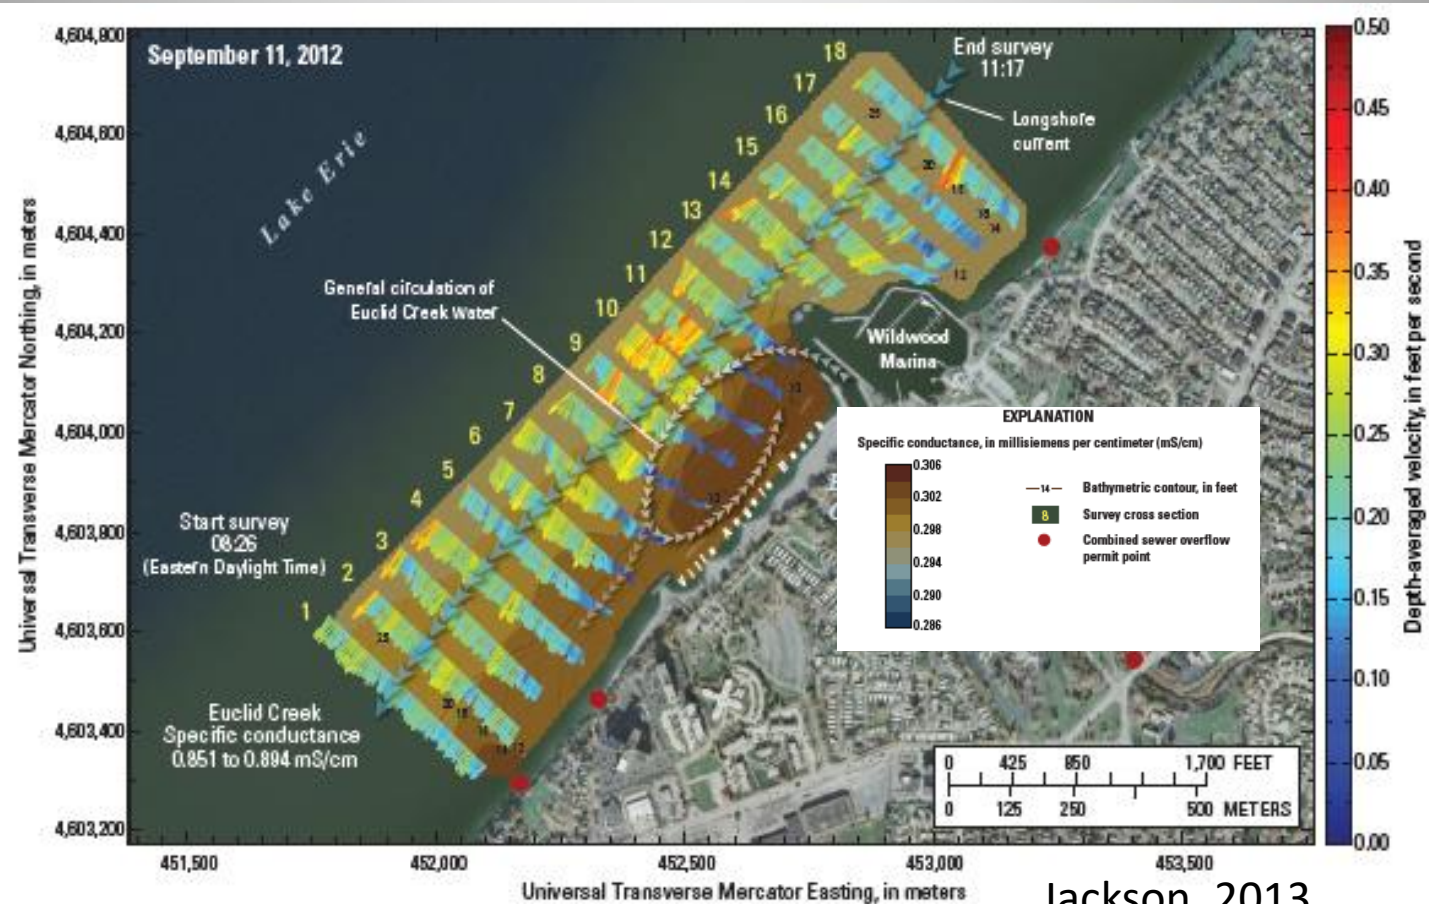 September 11, 2012
Lake Erie
End survey
11:17
Longshore
current
General circulation of
Euclid Creek water
Wildwood
Marina
Start survey
08:26
(Eastern Daylight Time)
Euclid Creek
Specific conductance
0.851 to 0.894 mS/cm
18
17
16
15
14
13
12
11
10
9
8
7
6
5
4
3
2
1
4,604,800
4,604,600
4,604,400
4,604,200
4,604,000
4,603,800
4,603,600
4,603,400
4,603,200
Universal Transverse Mercator Northing, in meters
451,500 452,000 452,500 453,000 453,500
Universal Transverse Mercator Easting, in meters
EXPLANATION
Specific conductance, in millisiemens per centimeter (mS/cm)
0.306
0.302
0.298
0.294
0.290
0.286
14 Bathymetric contour, in feet
8 Survey cross section
Combined sewer overflow
permit point
0 425 850 1,700 FEET
0 125 250 500 METERS
0.50
0.45
0.40
0.35
0.30
0.25
0.20
0.15
0.10
0.05
0.00
Depth-averaged velocity, in feet per second
Jackson, 2013